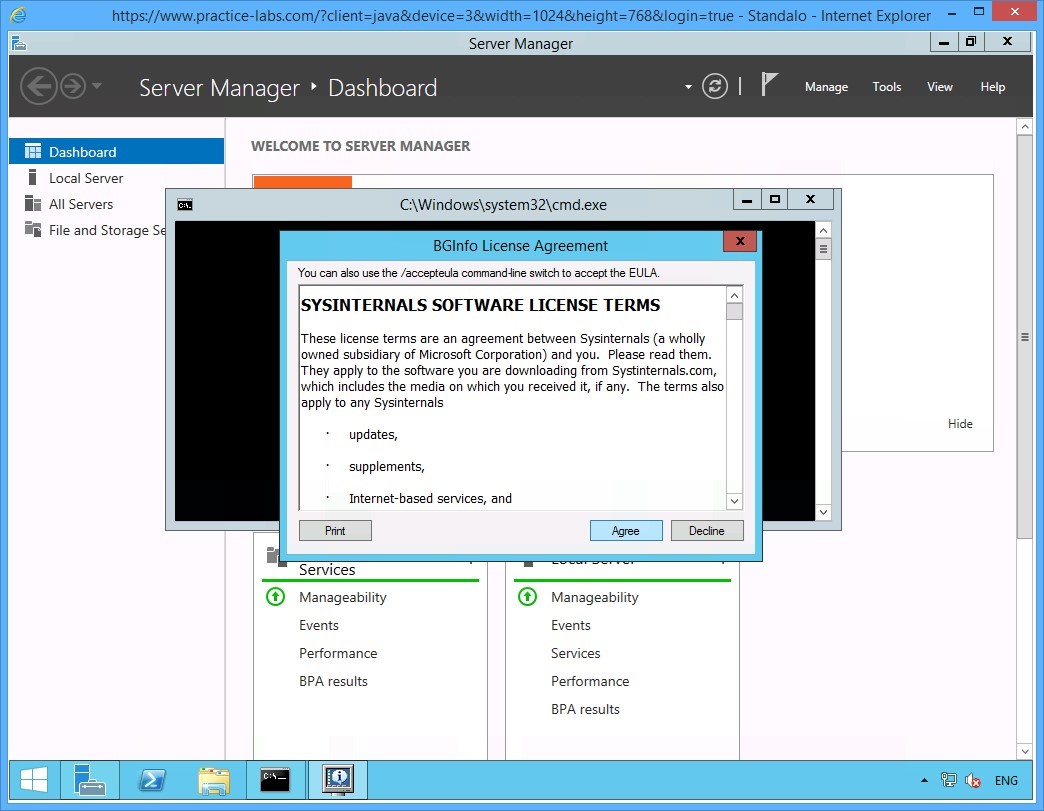 https://www.practice-labs.com/?client=java&device=3&width=1024&height=768&login=true - Standalo - Internet Explorer
Server Manager
Server Manager ‣ Dashboard
Manage Tools View Help
Dashboard
Local Server
All Servers
File and Storage Se
WELCOME TO SERVER MANAGER
C:\Windows\system32\cmd.exe
BGInfo License Agreement
You can also use the /accepteula command-line switch to accept the EULA.
SYSINTERNALS SOFTWARE LICENSE TERMS
These license terms are an agreement between Sysinternals (a wholly
owned subsidiary of Microsoft Corporation) and you.  Please read them.
They apply to the software you are downloading from Systinternals.com,
which includes the media on which you received it, if any.  The terms also
apply to any Sysinternals
· updates,
· supplements,
· Internet-based services, and
Print Agree Decline
Hide
Services
Manageability
Events
Performance
BPA results
Local Server
Manageability
Events
Services
Performance
BPA results
ENG